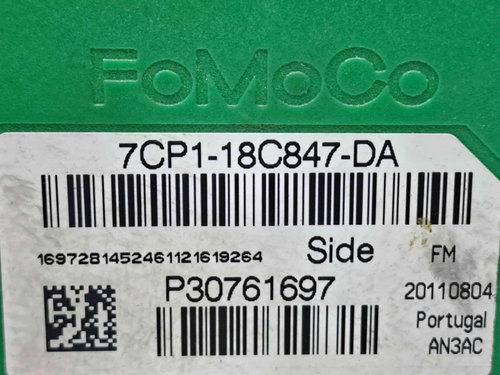 FoMoCo
7CP1-18C847-DA
1697281452461121619264 Side FM
P30761697 20110804
Portugal
AN3AC